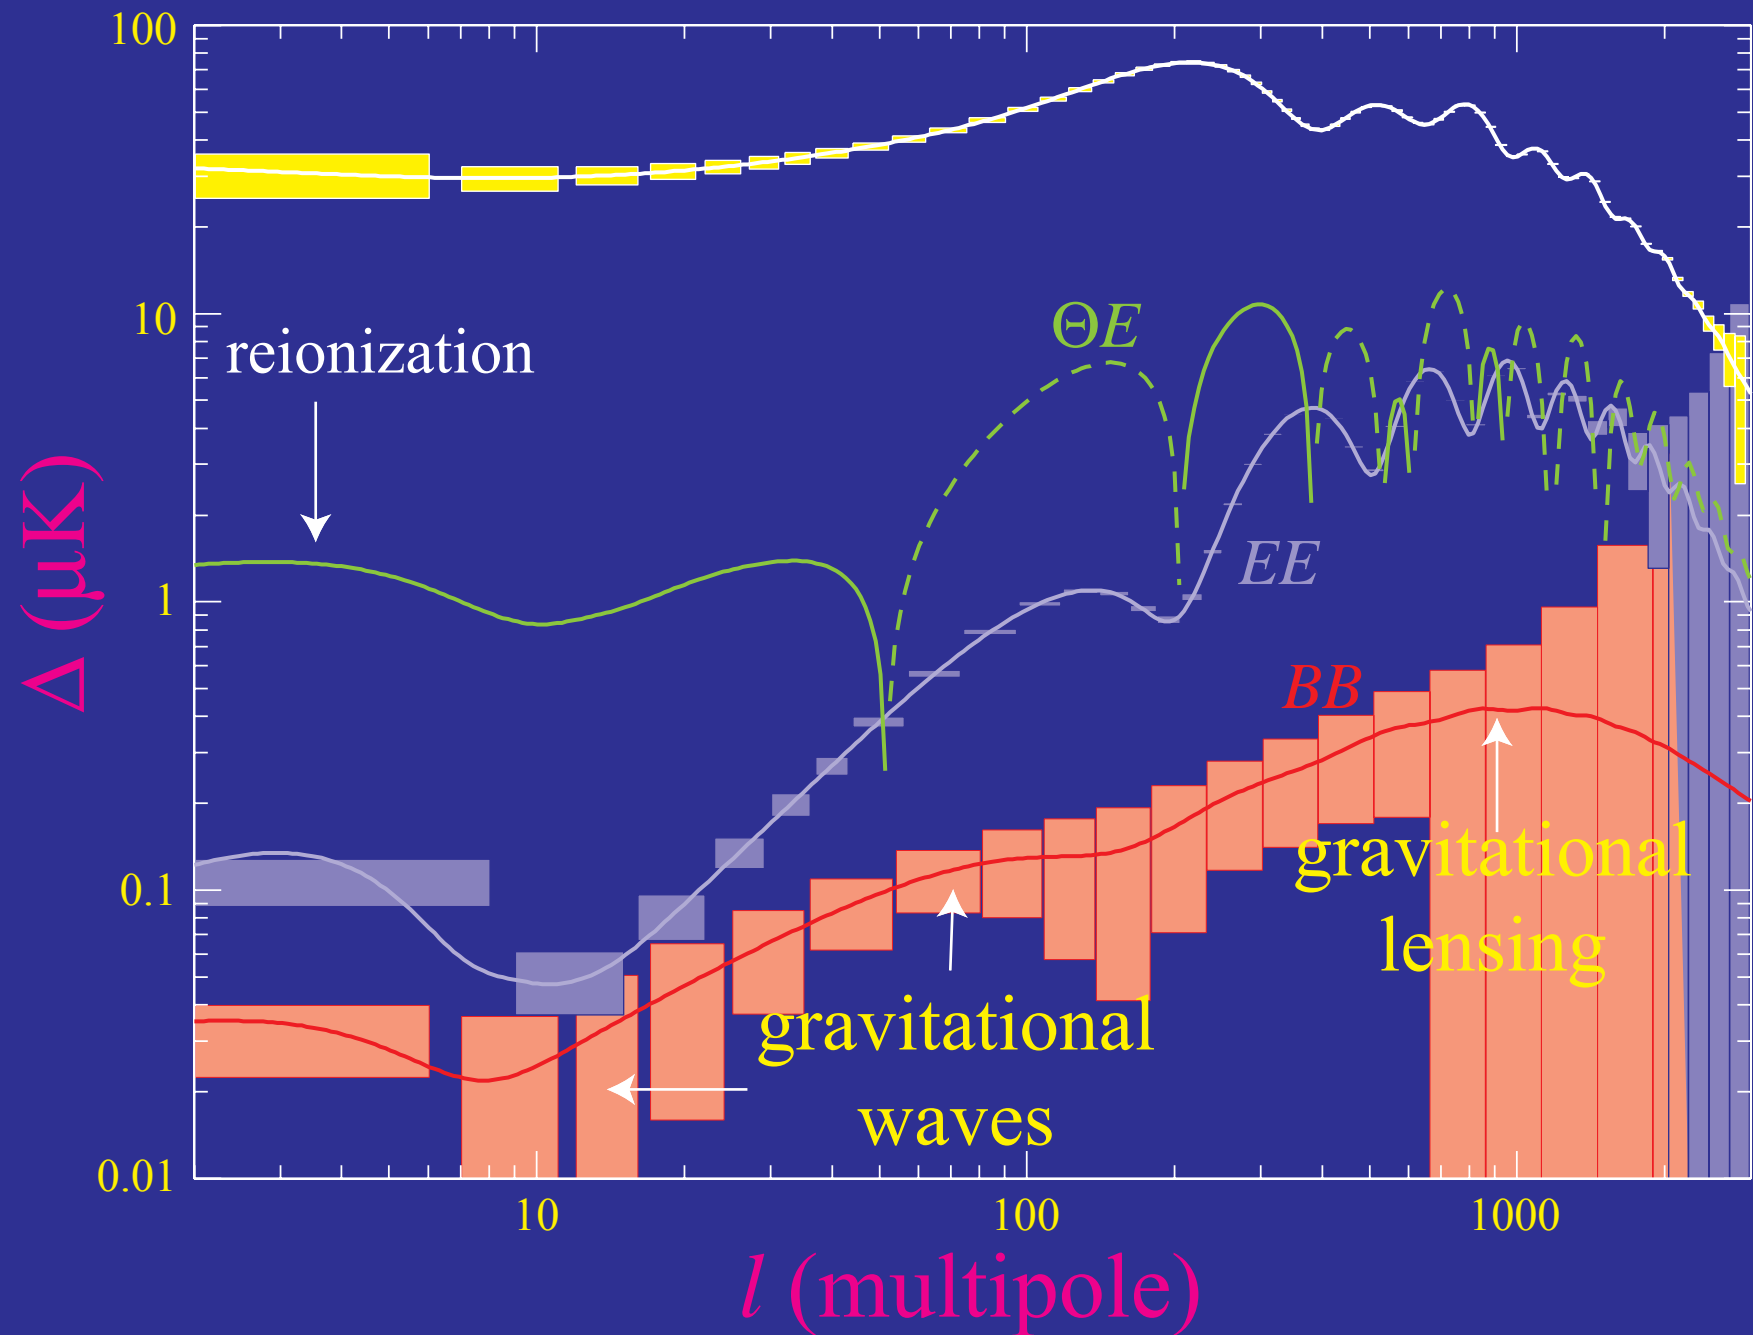 100
10
1
0.1
0.01
Δ (µK)
reionization
ΘE
EE
BB
gravitational
lensing
gravitational
waves
10
100
1000
l (multipole)